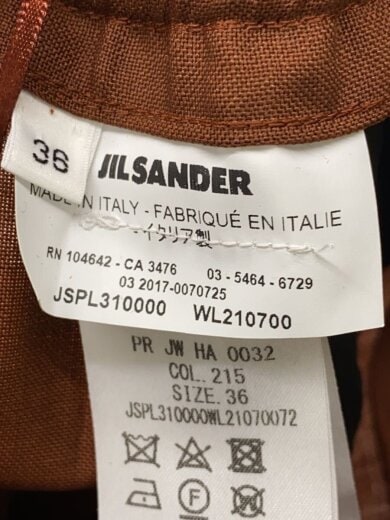 36
JIL SANDER
MADE IN ITALY - FABRIQUÉ EN ITALIE
イタリア製
RN 104642 - CA 3476 03 - 5464 - 6729
03 2017-0070725
JSPL310000 WL210700
PR JW HA 0032
COL. 215
SIZE. 36
JSPL310000WL21070072
F
W